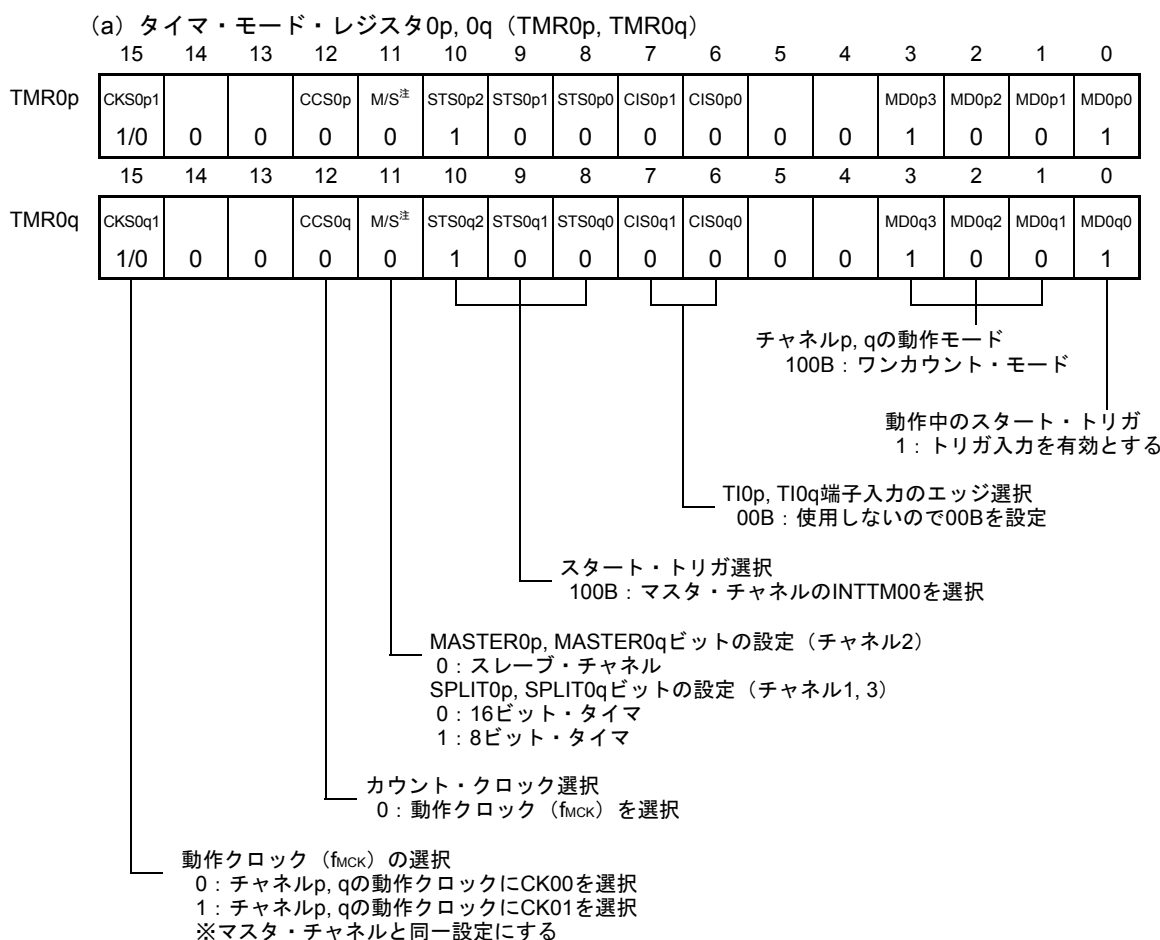 (a) タイマ・モード・レジスタ0p, 0q（TMR0p, TMR0q）
15 14 13 12 11 10 9 8 7 6 5 4 3 2 1 0
TMR0p CKS0p1 CCS0p M/S注 STS0p2 STS0p1 STS0p0 CIS0p1 CIS0p0 MD0p3 MD0p2 MD0p1 MD0p0
1/0 0 0 0 0 1 0 0 0 0 0 0 1 0 0 1
15 14 13 12 11 10 9 8 7 6 5 4 3 2 1 0
TMR0q CKS0q1 CCS0q M/S注 STS0q2 STS0q1 STS0q0 CIS0q1 CIS0q0 MD0q3 MD0q2 MD0q1 MD0q0
1/0 0 0 0 0 1 0 0 0 0 0 0 1 0 0 1
チャネルp, qの動作モード
100B：ワンカウント・モード
動作中のスタート・トリガ
1：トリガ入力を有効とする
TI0p, TI0q端子入力のエッジ選択
00B：使用しないので00Bを設定
スタート・トリガ選択
100B：マスタ・チャネルのINTTM00を選択
MASTER0p, MASTER0qビットの設定（チャネル2）
0：スレーブ・チャネル
SPLIT0p, SPLIT0qビットの設定（チャネル1, 3）
0：16ビット・タイマ
1：8ビット・タイマ
カウント・クロック選択
0：動作クロック（fMCK）を選択
動作クロック（fMCK）の選択
0：チャネルp, qの動作クロックにCK00を選択
1：チャネルp, qの動作クロックにCK01を選択
※マスタ・チャネルと同一設定にする